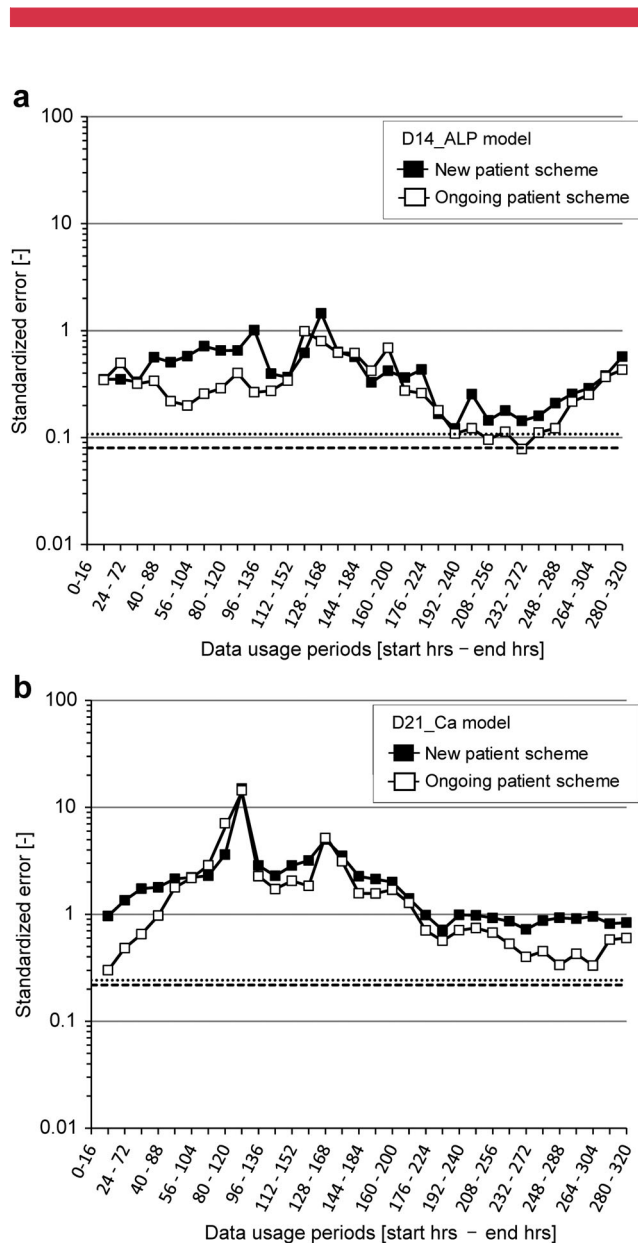 a
100
10
1
0.1
0.01
Standardized error [-]
D14_ALP model
New patient scheme
Ongoing patient scheme
0-16
24 - 72
40 - 88
56 - 104
80 - 120
96 - 136
112 - 152
128 - 168
144 - 184
160 - 200
176 - 224
192 - 240
208 - 256
232 - 272
248 - 288
264 - 304
280 - 320
Data usage periods [start hrs – end hrs]
b
100
10
1
0.1
0.01
Standardized error [-]
D21_Ca model
New patient scheme
Ongoing patient scheme
0-16
24 - 72
40 - 88
56 - 104
80 - 120
96 - 136
112 - 152
128 - 168
144 - 184
160 - 200
176 - 224
192 - 240
208 - 256
232 - 272
248 - 288
264 - 304
280 - 320
Data usage periods [start hrs – end hrs]